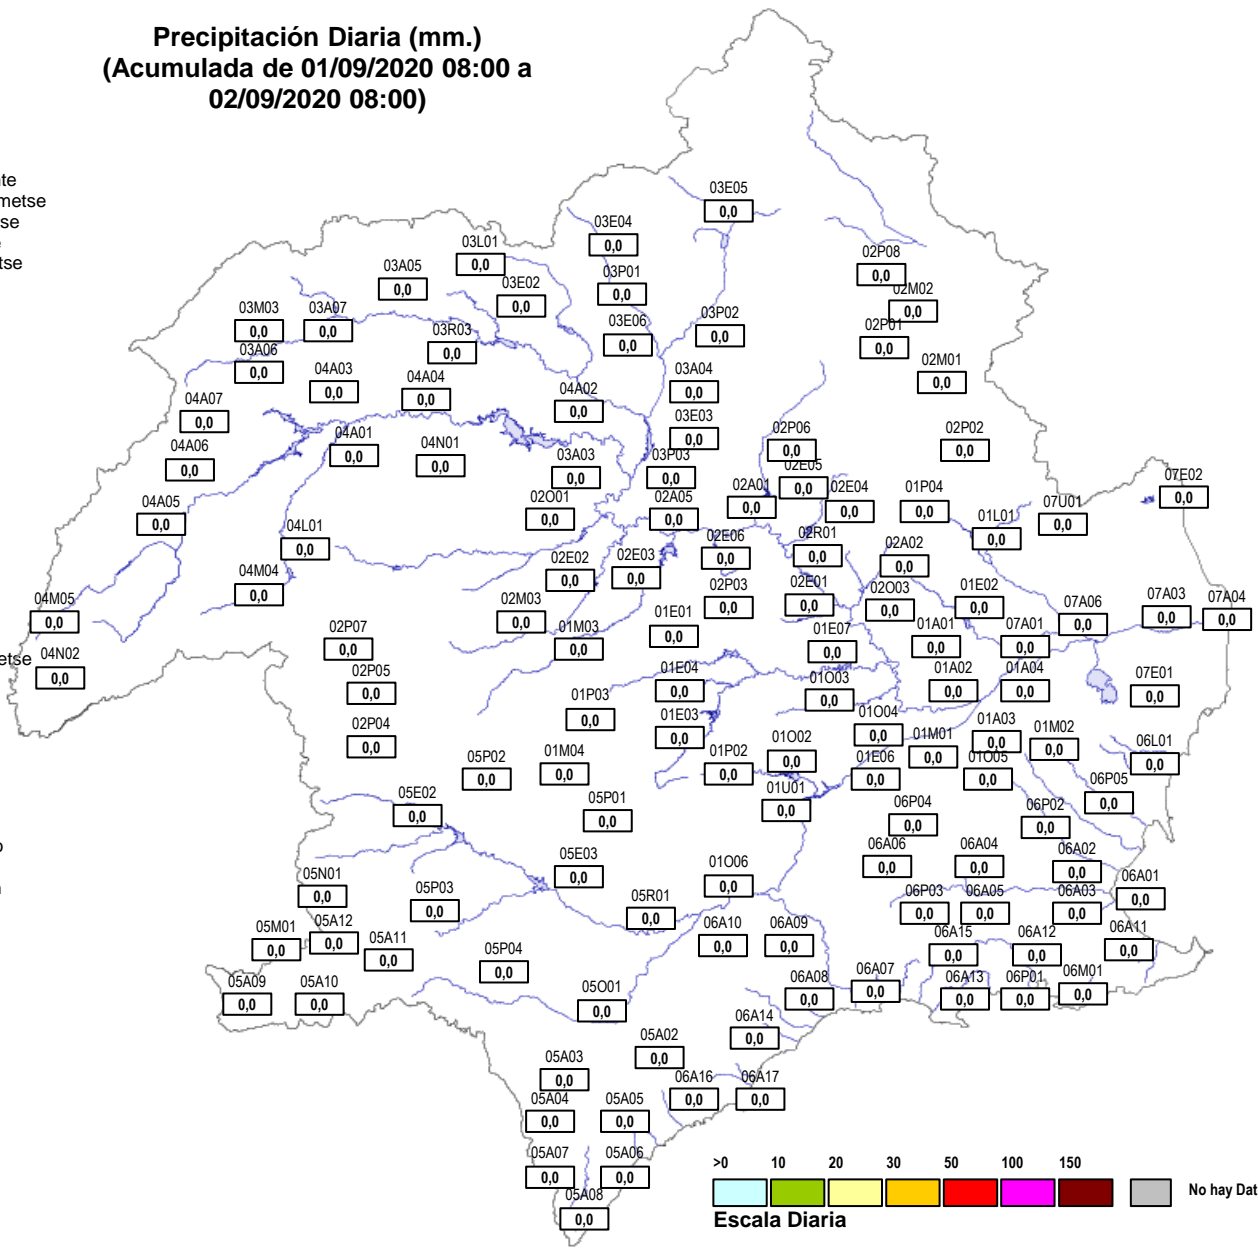 Precipitación Diaria (mm.)
(Acumulada de 01/09/2020 08:00 a
02/09/2020 08:00)
te
metse
se
tse
03E05
0,0
03E04
0,0
03L01
0,0
02P08
0,0
03A05
0,0
03P01
0,0
03E02
0,0
02M02
0,0
03M03
0,0
03A07
0,0
03P02
0,0
03E06
0,0
02P01
0,0
03R03
0,0
03A06
0,0
02M01
0,0
04A03
0,0
03A04
0,0
04A04
0,0
04A02
0,0
04A07
0,0
03E03
0,0
02P06
0,0
02P02
0,0
04A01
0,0
04N01
0,0
04A06
0,0
03A03
0,0
03P03
0,0
02E05
0,0
07E02
0,0
02A01
0,0
02E04
0,0
01P04
0,0
04A05
0,0
02O01
0,0
02A05
0,0
07U01
0,0
01L01
0,0
04L01
0,0
02R01
0,0
02E06
0,0
02A02
0,0
02E02
0,0
02E03
0,0
04M04
0,0
02E01
0,0
02P03
0,0
02O03
0,0
01E02
0,0
04M05
0,0
02M03
0,0
07A03
0,0
07A04
0,0
07A06
0,0
01E01
0,0
02P07
0,0
01M03
0,0
01E07
0,0
01A01
0,0
07A01
0,0
etse
04N02
0,0
02P05
0,0
01E04
0,0
01O03
0,0
01A02
0,0
01A04
0,0
07E01
0,0
01P03
0,0
01E03
0,0
01O04
0,0
01A03
0,0
01M02
0,0
02P04
0,0
01M01
0,0
06L01
0,0
05P02
0,0
01M04
0,0
01P02
0,0
01O02
0,0
01E06
0,0
01O05
0,0
05E02
0,0
05P01
0,0
01U01
0,0
06P05
0,0
06P04
0,0
06P02
0,0
05E03
0,0
01O06
0,0
06A06
0,0
06A04
0,0
06A02
0,0
05N01
0,0
05P03
0,0
05R01
0,0
06P03
0,0
06A05
0,0
06A03
0,0
06A01
0,0
05M01
0,0
05A12
0,0
05A11
0,0
05P04
0,0
06A10
0,0
06A09
0,0
06A15
0,0
06A12
0,0
06A11
0,0
05A09
0,0
05A10
0,0
05O01
0,0
06A08
0,0
06A07
0,0
06A13
0,0
06P01
0,0
06M01
0,0
06A14
0,0
05A02
0,0
05A03
0,0
06A16
0,0
06A17
0,0
05A04
0,0
05A05
0,0
05A07
0,0
05A06
0,0
05A08
0,0
>0 10 20 30 50 100 150
No hay Dat
Escala Diaria